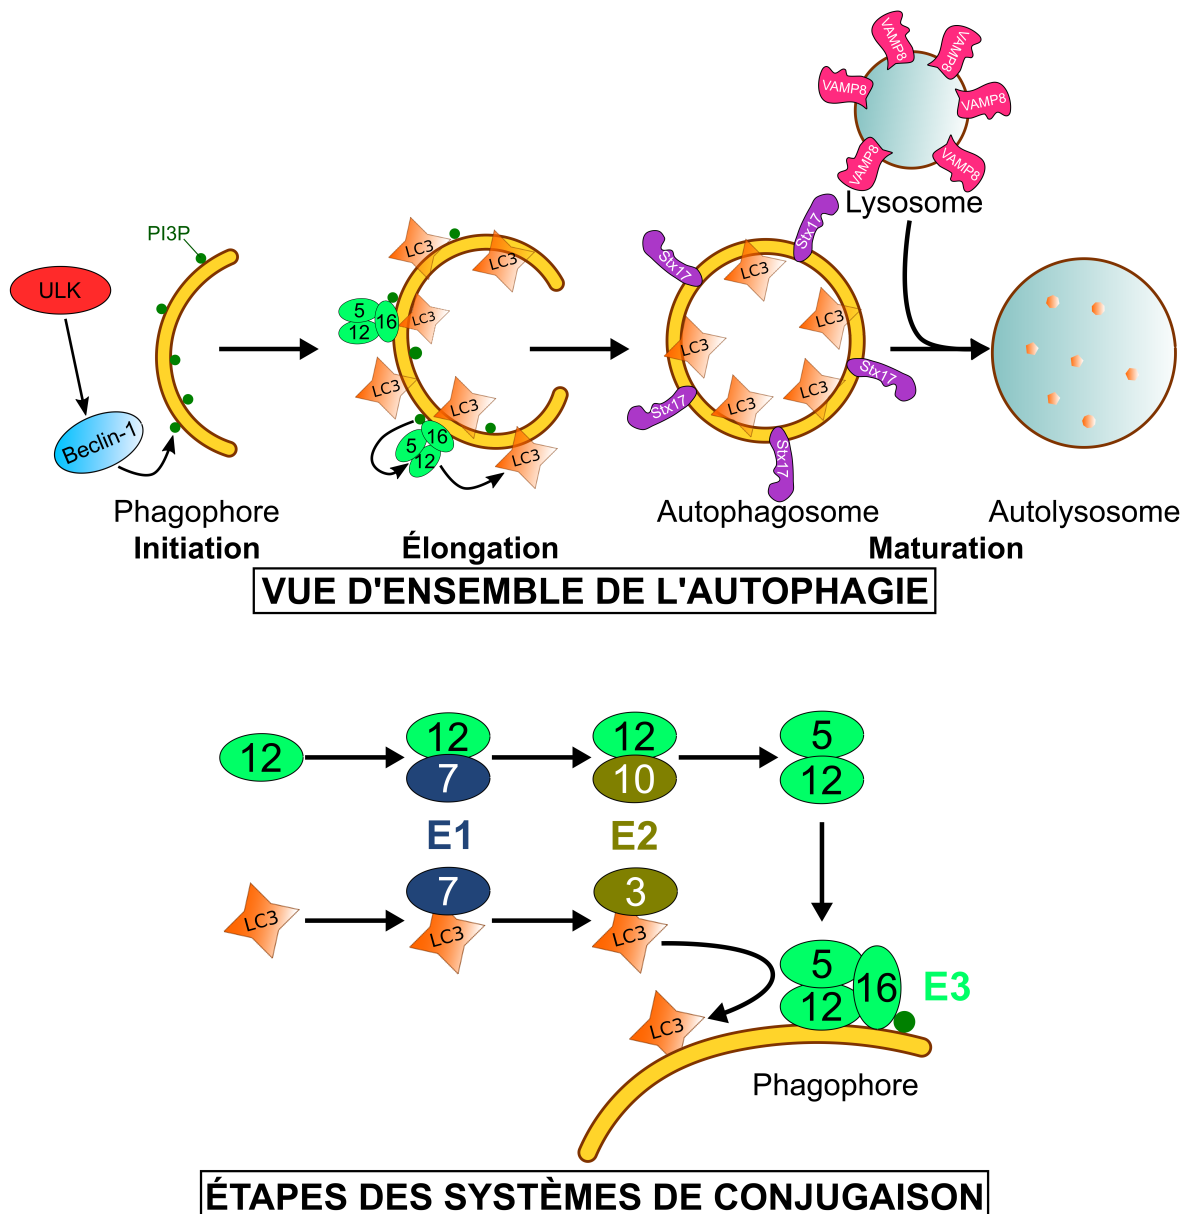 VAMP8
VAMP8
VAMP8
VAMP8
VAMP8
VAMP8
Lysosome
PI3P
ULK
Beclin-1
LC3
LC3
5
12
16
LC3
LC3
LC3
5
16
12
LC3
Stx17
Stx17
LC3
LC3
LC3
LC3
LC3
Stx17
Stx17
Stx17
Phagophore
Autophagosome
Autolysosome
Initiation
Élongation
Maturation
VUE D'ENSEMBLE DE L'AUTOPHAGIE
12
12
7
12
10
5
12
E1
E2
LC3
7
LC3
3
LC3
5
12
16
E3
LC3
Phagophore
ÉTAPES DES SYSTÈMES DE CONJUGAISON